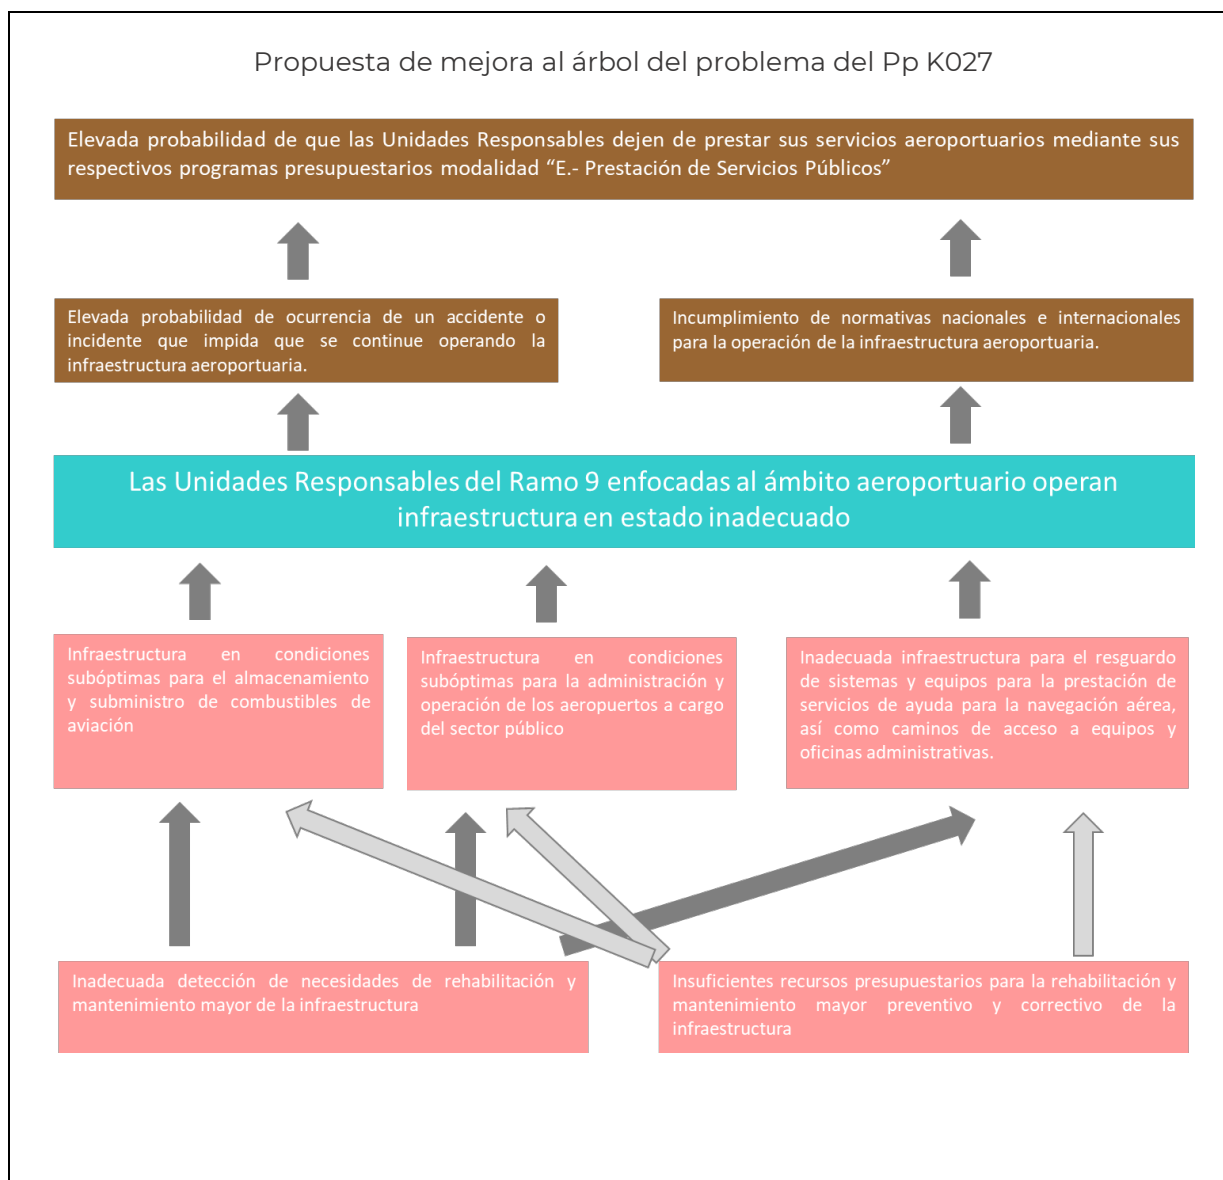 Propuesta de mejora al árbol del problema del Pp K027
Elevada probabilidad de que las Unidades Responsables dejen de prestar sus servicios aeroportuarios mediante sus
respectivos programas presupuestarios modalidad “E.- Prestación de Servicios Públicos”
Elevada probabilidad de ocurrencia de un accidente o
incidente que impida que se continue operando la
infraestructura aeroportuaria.
Incumplimiento de normativas nacionales e internacionales
para la operación de la infraestructura aeroportuaria.
Las Unidades Responsables del Ramo 9 enfocadas al ámbito aeroportuario operan
infraestructura en estado inadecuado
Infraestructura en condiciones
subóptimas para el almacenamiento
y subministro de combustibles de
aviación
Infraestructura en condiciones
subóptimas para la administración y
operación de los aeropuertos a cargo
del sector público
Inadecuada infraestructura para el resguardo
de sistemas y equipos para la prestación de
servicios de ayuda para la navegación aérea,
así como caminos de acceso a equipos y
oficinas administrativas.
Inadecuada detección de necesidades de rehabilitación y
mantenimiento mayor de la infraestructura
Insuficientes recursos presupuestarios para la rehabilitación y
mantenimiento mayor preventivo y correctivo de la
infraestructura